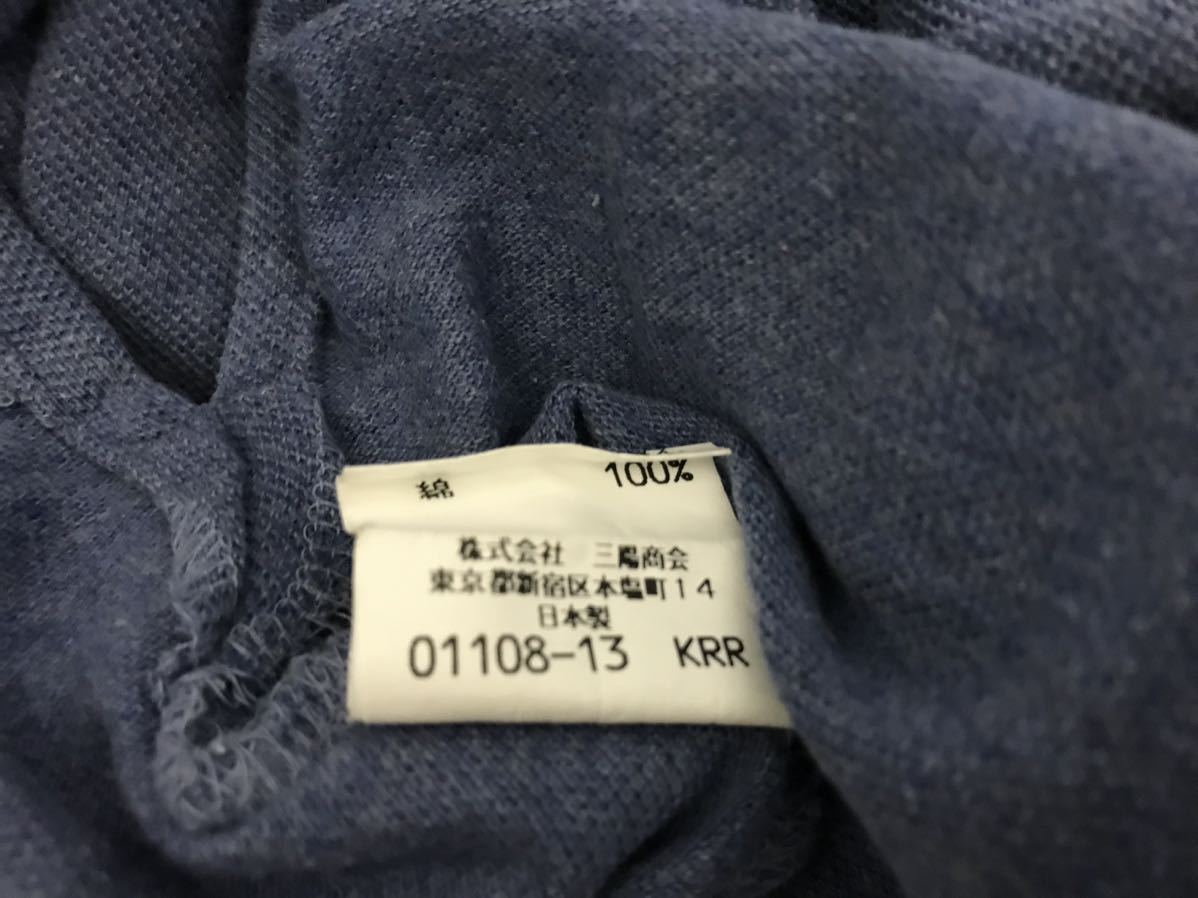 綿 100%
株式会社 三陽商会
東京都新宿区本塩町14
日本製
01108-13 KRR